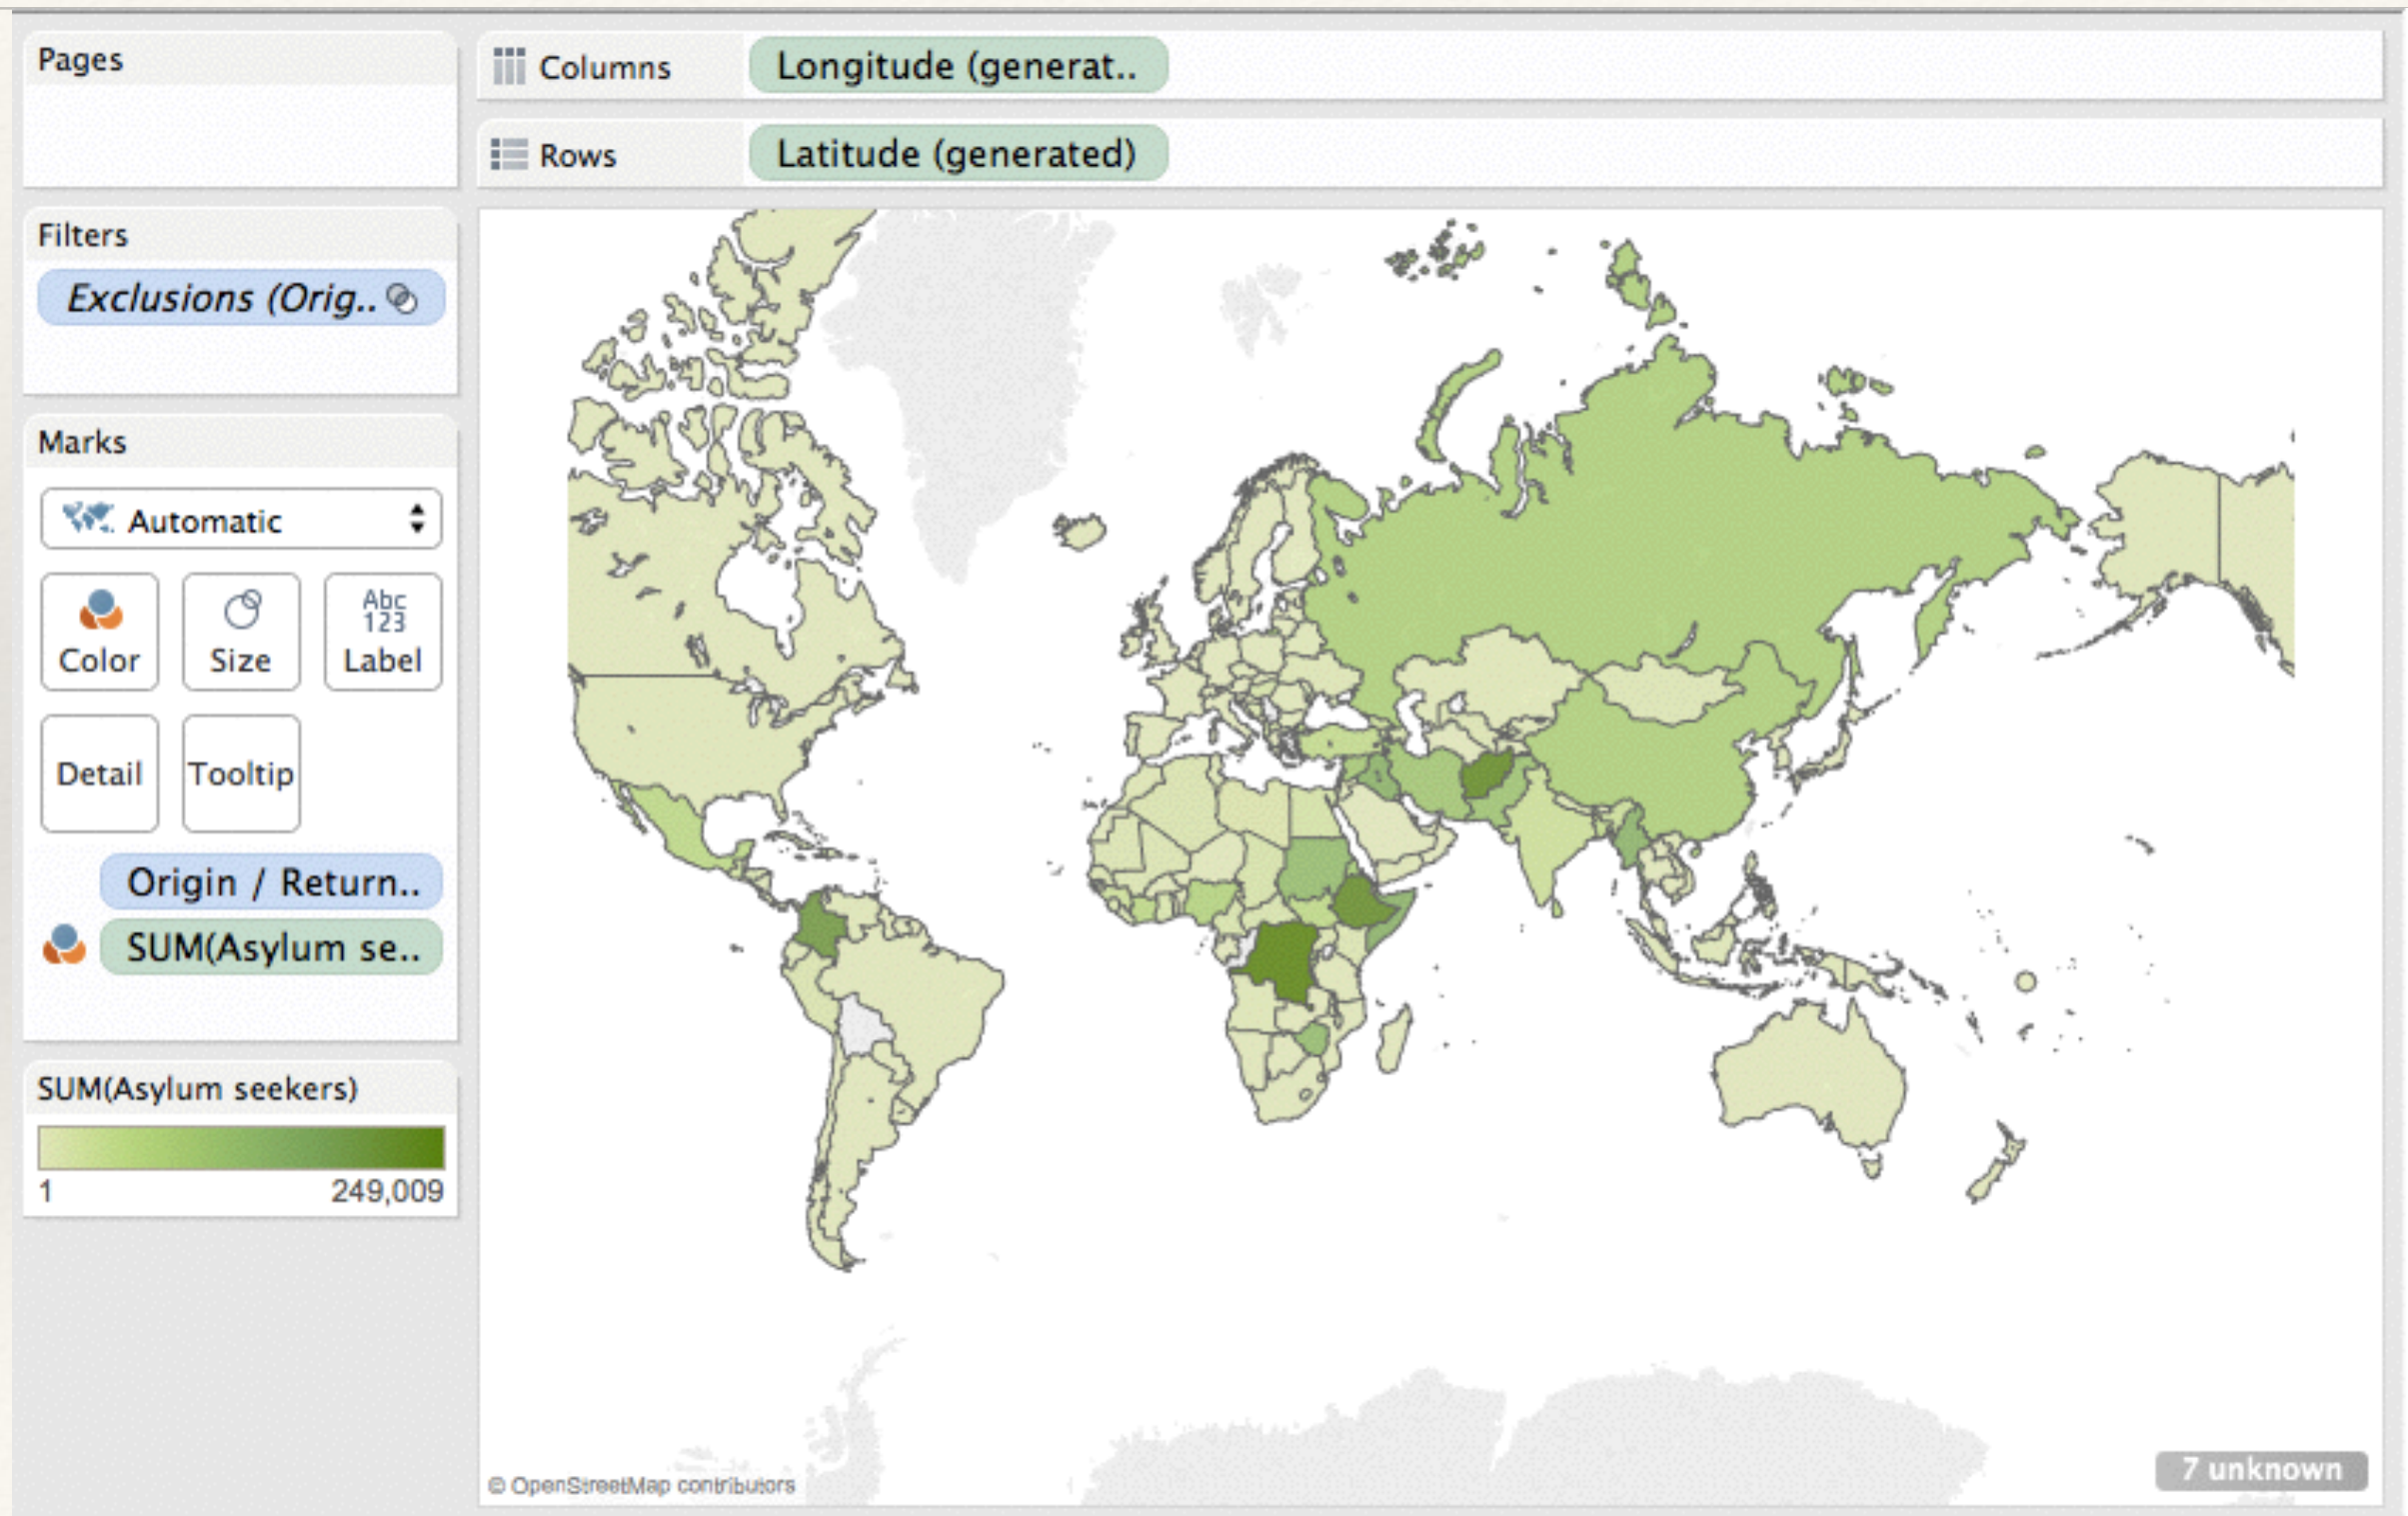 Pages
Columns
Longitude (generat..
Rows
Latitude (generated)
Filters
Exclusions (Orig..
Marks
Automatic
Color
Size
Abc
123
Label
Detail
Tooltip
Origin / Return..
SUM(Asylum se..
SUM(Asylum seekers)
1
249,009
© OpenStreetMap contributors
7 unknown